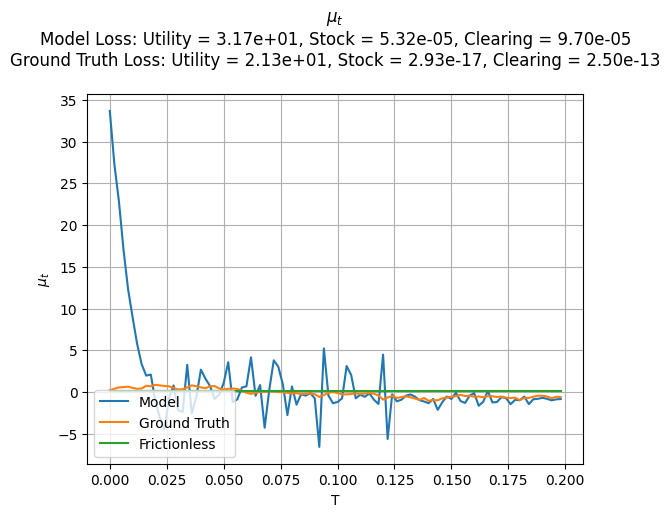 μₜ
Model Loss: Utility = 3.17e+01, Stock = 5.32e-05, Clearing = 9.70e-05
Ground Truth Loss: Utility = 2.13e+01, Stock = 2.93e-17, Clearing = 2.50e-13
35
30
25
20
15
10
5
0
−5
μₜ
Model
Ground Truth
Frictionless
0.000 0.025 0.050 0.075 0.100 0.125 0.150 0.175 0.200
T